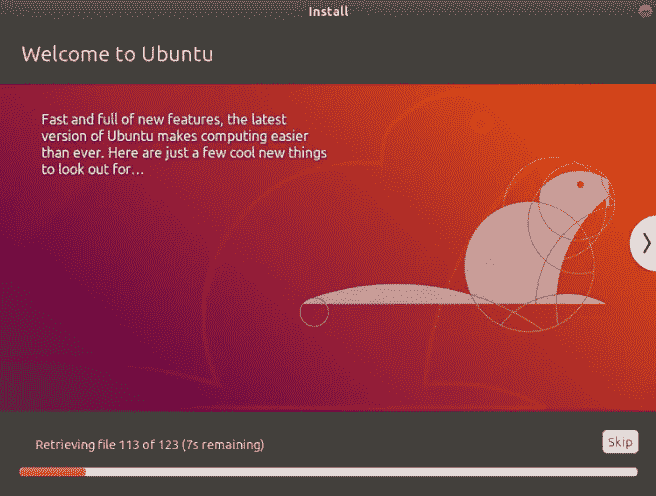 Install
Welcome to Ubuntu
Fast and full of new features, the latest
version of Ubuntu makes computing easier
than ever. Here are just a few cool new things
to look out for...
Retrieving file 113 of 123 (7s remaining)
Skip